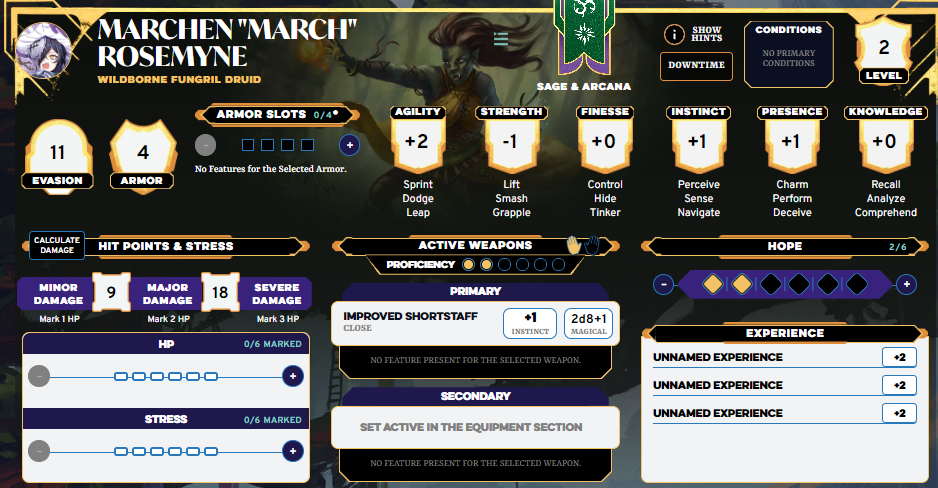 MARCHEN "MARCH"
ROSEMYNE
WILDBORNE FUNGRIL DRUID
SAGE & ARCANA
SHOW
HINTS
DOWNTIME
CONDITIONS
NO PRIMARY
CONDITIONS
2
LEVEL
11
EVASION
4
ARMOR
ARMOR SLOTS 0/4
No Features for the Selected Armor.
AGILITY
+2
Sprint
Dodge
Leap
STRENGTH
-1
Lift
Smash
Grapple
FINESSE
+0
Control
Hide
Tinker
INSTINCT
+1
Perceive
Sense
Navigate
PRESENCE
+1
Charm
Perform
Deceive
KNOWLEDGE
+0
Recall
Analyze
Comprehend
CALCULATE
DAMAGE
HIT POINTS & STRESS
MINOR
DAMAGE
Mark 1 HP
9
MAJOR
DAMAGE
Mark 2 HP
18
SEVERE
DAMAGE
Mark 3 HP
HP 0/6 MARKED
STRESS 0/6 MARKED
ACTIVE WEAPONS
PROFICIENCY
PRIMARY
IMPROVED SHORTSTAFF
CLOSE
+1
INSTINCT
2d8+1
MAGICAL
NO FEATURE PRESENT FOR THE SELECTED WEAPON.
SECONDARY
SET ACTIVE IN THE EQUIPMENT SECTION
NO FEATURE PRESENT FOR THE SELECTED WEAPON.
HOPE 2/6
EXPERIENCE
UNNAMED EXPERIENCE +2
UNNAMED EXPERIENCE +2
UNNAMED EXPERIENCE +2